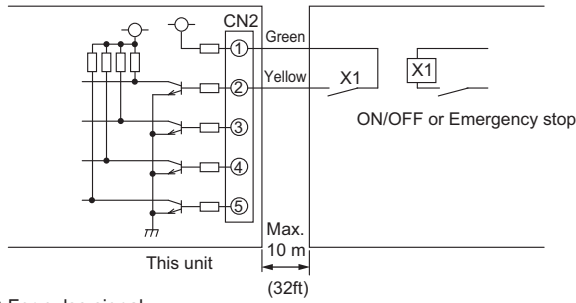 CN2
Green
1
Yellow
X1
X1
2
ON/OFF or Emergency stop
3
4
5
Max.
10 m
This unit
(32ft)